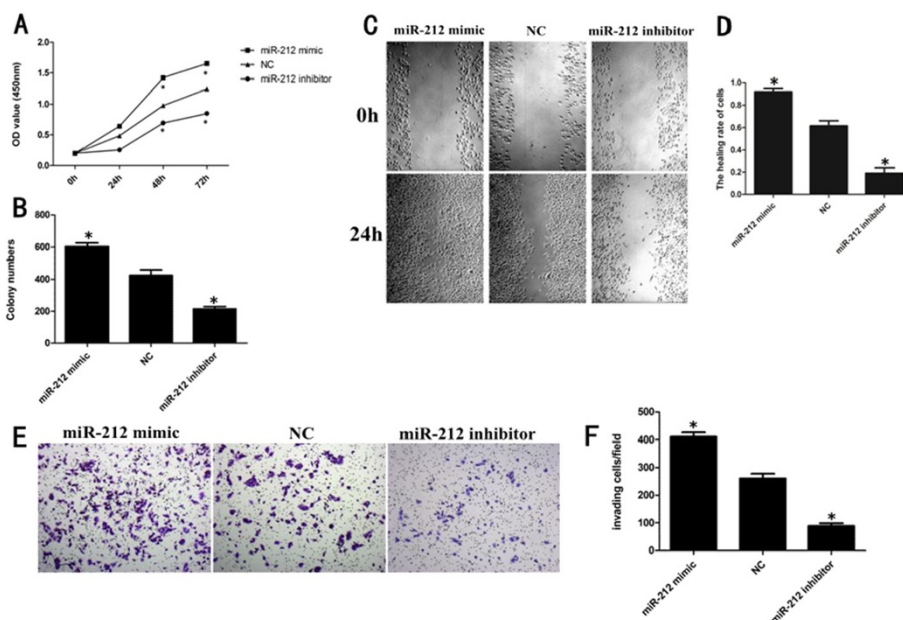 A
OD value (450nm)
2.0
1.5
1.0
0.5
0.0
0h
24h
48h
72h
*
*
*
*
miR-212 mimic
NC
miR-212 inhibitor
B
Colony numbers
800
600
400
200
0
*
*
miR-212 mimic
NC
miR-212 inhibitor
C
miR-212 mimic
NC
miR-212 inhibitor
0h
24h
D
The healing rate of cells
1.0
0.8
0.6
0.4
0.2
0.0
*
*
miR-212 mimic
NC
miR-212 inhibitor
E
miR-212 mimic
NC
miR-212 inhibitor
F
invading cells/field
500
400
300
200
100
0
*
*
miR-212 mimic
NC
miR-212 inhibitor